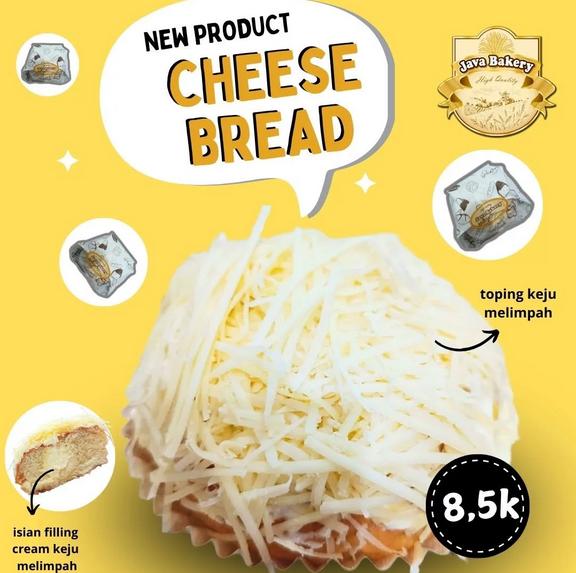 NEW PRODUCT
CHEESE
BREAD
Java Bakery
High Quality
toping keju
melimpah
isian filling
cream keju
melimpah
8,5k